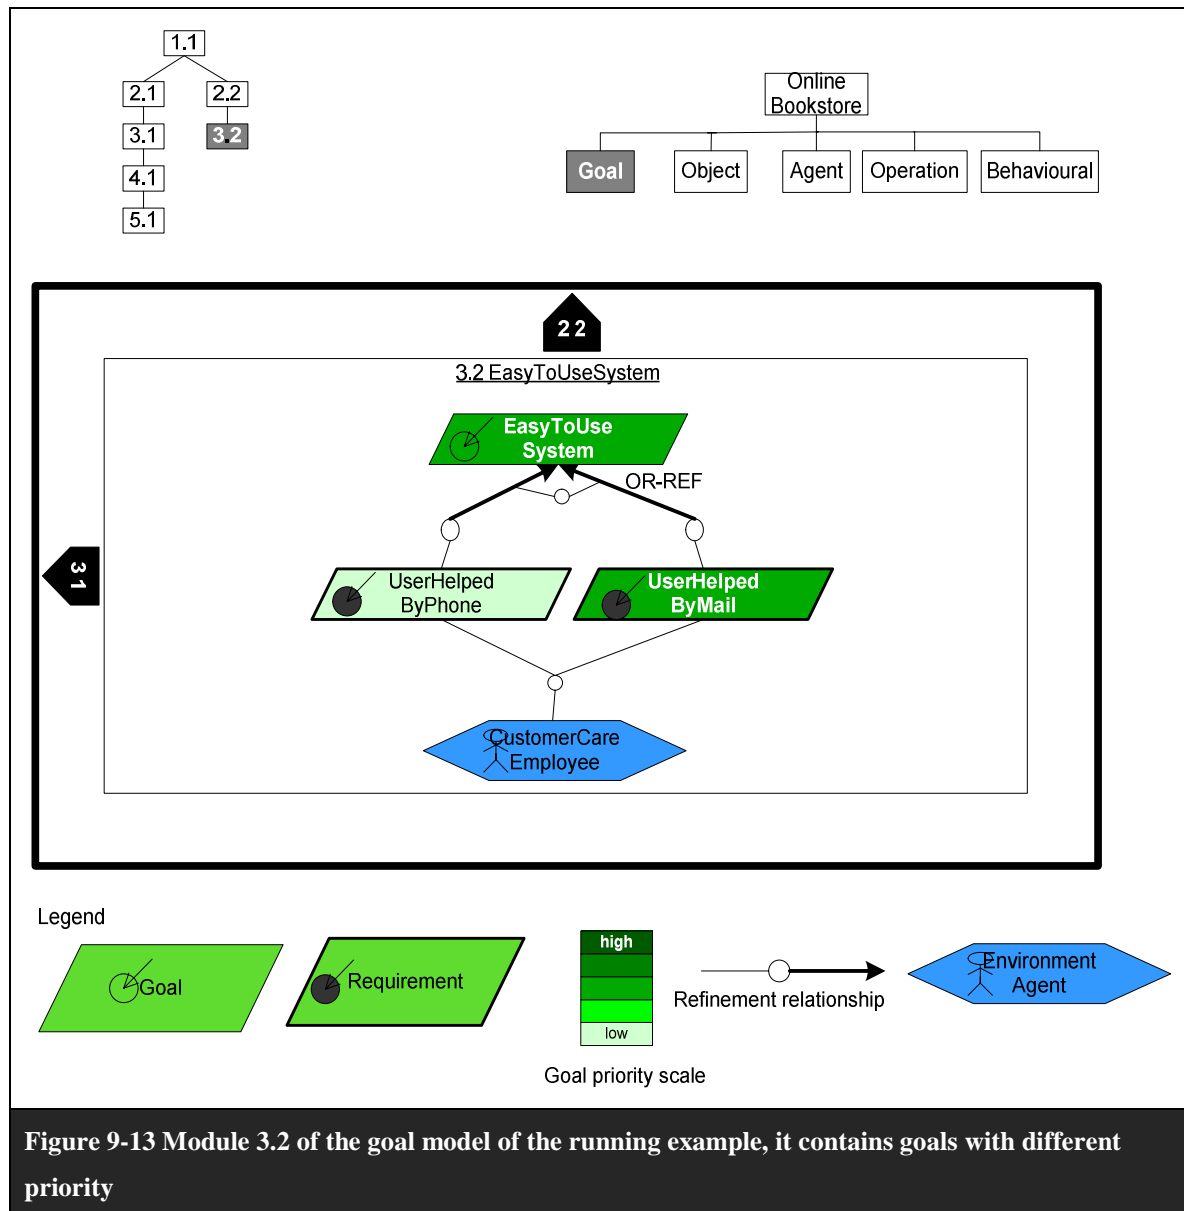 1.1
2.1
2.2
3.1
3.2
4.1
5.1
Online
Bookstore
Goal
Object
Agent
Operation
Behavioural
2 2
3.2 EasyToUseSystem
EasyToUse
System
OR-REF
3 1
UserHelped
ByPhone
UserHelped
ByMail
CustomerCare
Employee
Legend
Goal
Requirement
high
low
Goal priority scale
Refinement relationship
Environment
Agent
Figure 9-13 Module 3.2 of the goal model of the running example, it contains goals with different
priority